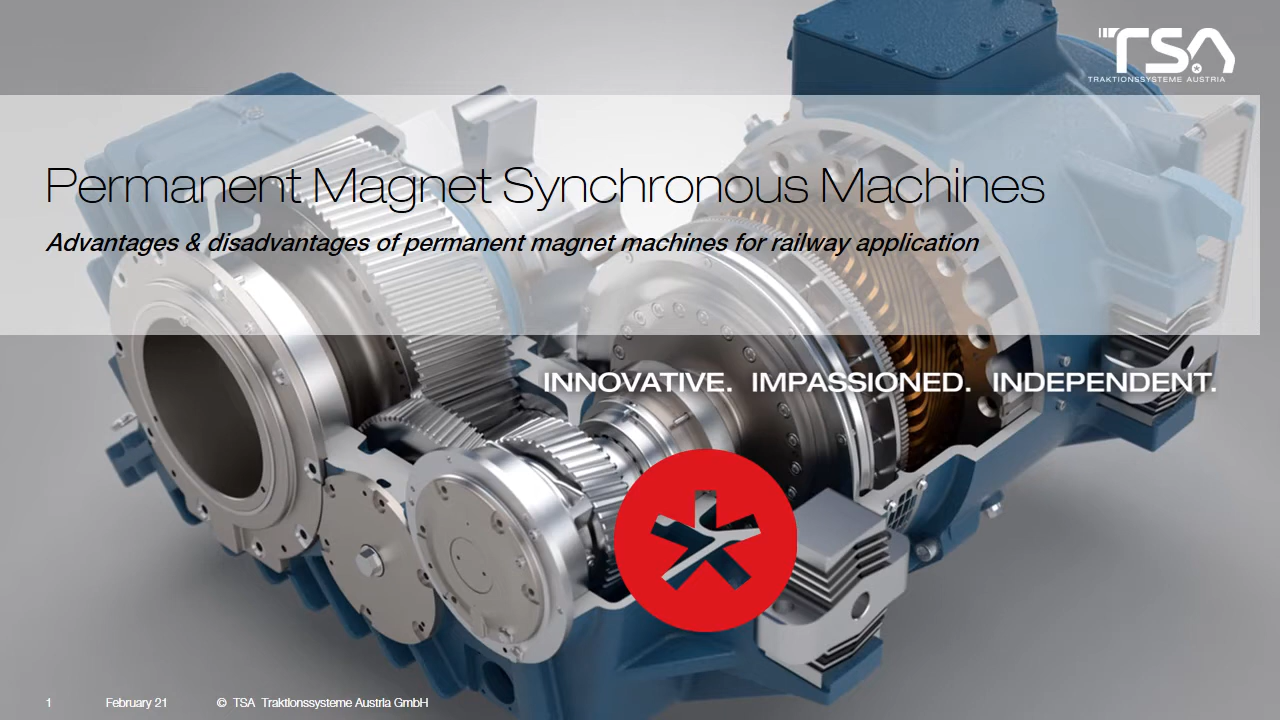 TSA
TRAKTIONSSYSTEME AUSTRIA
Permanent Magnet Synchronous Machines
Advantages & disadvantages of permanent magnet machines for railway application
INNOVATIVE. IMPASSIONED. INDEPENDENT.
1 February 21 © TSA Traktionssysteme Austria GmbH